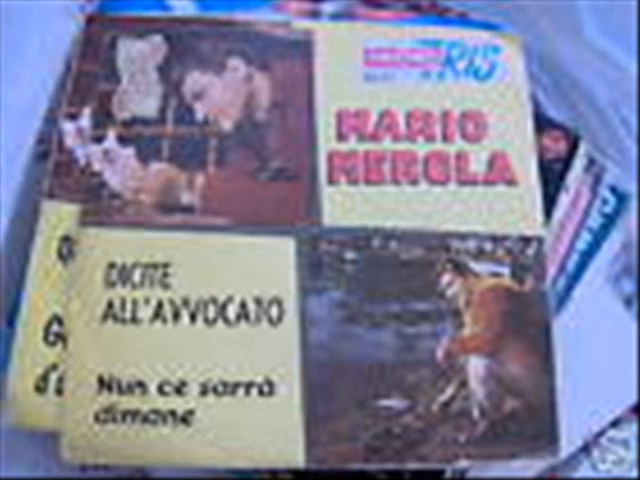 RIS
MARIO
MEROLA
DICITE
ALL'AVVOCATO
Nun ce sarrà
dimane
G
d'